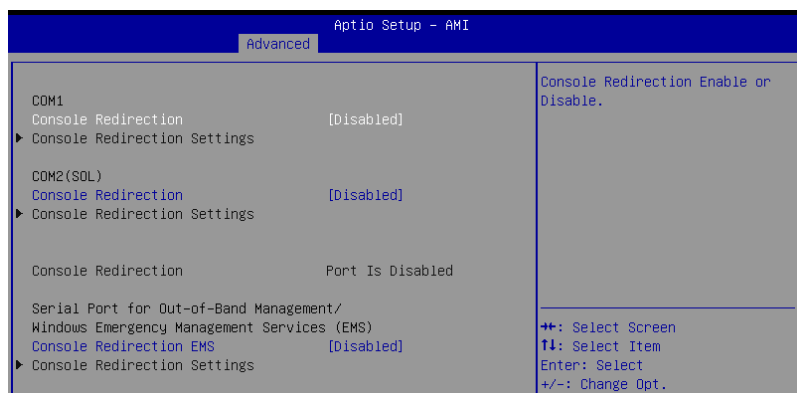 Aptio Setup – AMI
Advanced
COM1
Console Redirection [Disabled]
Console Redirection Settings
COM2(SOL)
Console Redirection [Disabled]
Console Redirection Settings
Console Redirection Port Is Disabled
Serial Port for Out-of-Band Management/
Windows Emergency Management Services (EMS)
Console Redirection EMS [Disabled]
Console Redirection Settings
Console Redirection Enable or
Disable.
→←: Select Screen
↑↓: Select Item
Enter: Select
+/-: Change Opt.